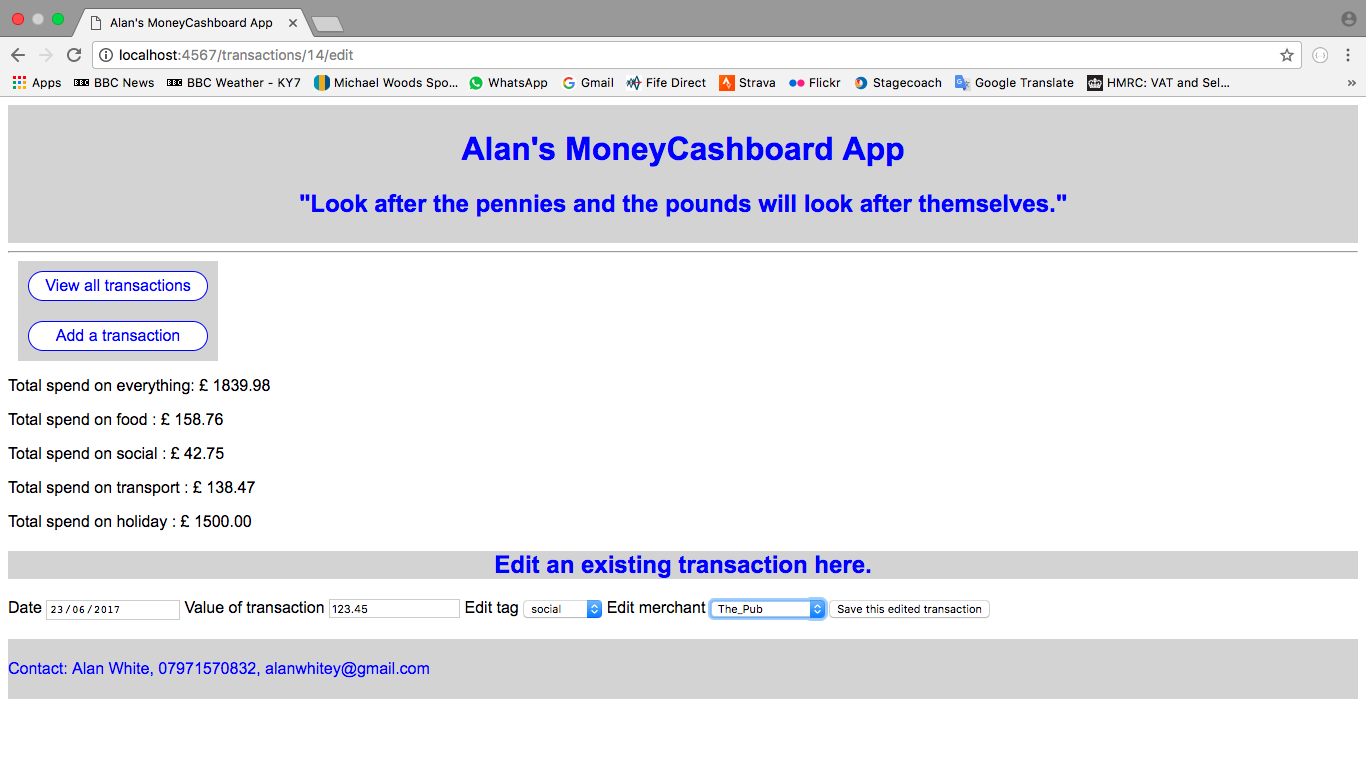 Alan's MoneyCashboard App
localhost:4567/transactions/14/edit
Apps BBC BBC News BBC BBC Weather - KY7 Michael Woods Spo... WhatsApp Gmail Fife Direct Strava Flickr Stagecoach Google Translate HMRC: VAT and Sel... »
Alan's MoneyCashboard App
"Look after the pennies and the pounds will look after themselves."
View all transactions
Add a transaction
Total spend on everything: £ 1839.98
Total spend on food : £ 158.76
Total spend on social : £ 42.75
Total spend on transport : £ 138.47
Total spend on holiday : £ 1500.00
Edit an existing transaction here.
Date 23/06/2017 Value of transaction 123.45 Edit tag social Edit merchant The_Pub Save this edited transaction
Contact: Alan White, 07971570832, alanwhitey@gmail.com